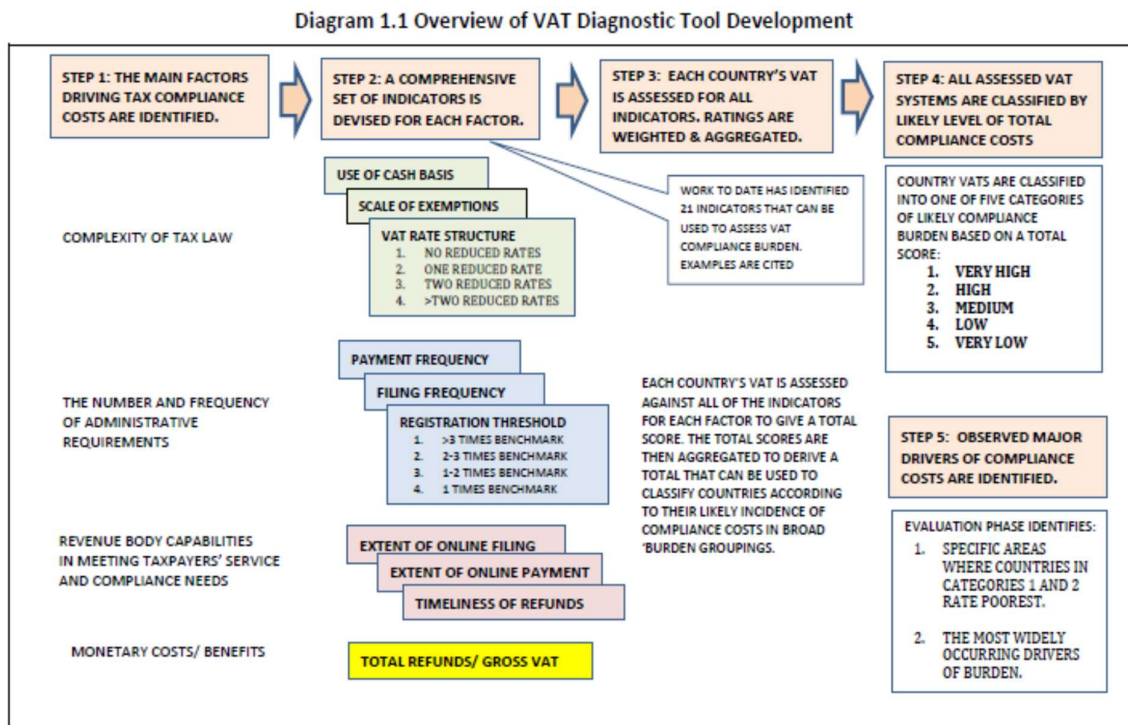 Diagram 1.1 Overview of VAT Diagnostic Tool Development
STEP 1: THE MAIN FACTORS
DRIVING TAX COMPLIANCE
COSTS ARE IDENTIFIED.
STEP 2: A COMPREHENSIVE
SET OF INDICATORS IS
DEVISED FOR EACH FACTOR.
STEP 3: EACH COUNTRY'S VAT
IS ASSESSED FOR ALL
INDICATORS. RATINGS ARE
WEIGHTED & AGGREGATED.
STEP 4: ALL ASSESSED VAT
SYSTEMS ARE CLASSIFIED BY
LIKELY LEVEL OF TOTAL
COMPLIANCE COSTS
COMPLEXITY OF TAX LAW
USE OF CASH BASIS
SCALE OF EXEMPTIONS
VAT RATE STRUCTURE
1. NO REDUCED RATES
2. ONE REDUCED RATE
3. TWO REDUCED RATES
4. >TWO REDUCED RATES
WORK TO DATE HAS IDENTIFIED
21 INDICATORS THAT CAN BE
USED TO ASSESS VAT
COMPLIANCE BURDEN.
EXAMPLES ARE CITED
COUNTRY VATS ARE CLASSIFIED
INTO ONE OF FIVE CATEGORIES
OF LIKELY COMPLIANCE
BURDEN BASED ON A TOTAL
SCORE:
1. VERY HIGH
2. HIGH
3. MEDIUM
4. LOW
5. VERY LOW
THE NUMBER AND FREQUENCY
OF ADMINISTRATIVE
REQUIREMENTS
PAYMENT FREQUENCY
FILING FREQUENCY
REGISTRATION THRESHOLD
1. >3 TIMES BENCHMARK
2. 2-3 TIMES BENCHMARK
3. 1-2 TIMES BENCHMARK
4. 1 TIMES BENCHMARK
EACH COUNTRY'S VAT IS ASSESSED
AGAINST ALL OF THE INDICATORS
FOR EACH FACTOR TO GIVE A TOTAL
SCORE. THE TOTAL SCORES ARE
THEN AGGREGATED TO DERIVE A
TOTAL THAT CAN BE USED TO
CLASSIFY COUNTRIES ACCORDING
TO THEIR LIKELY INCIDENCE OF
COMPLIANCE COSTS IN BROAD
'BURDEN GROUPINGS.
STEP 5: OBSERVED MAJOR
DRIVERS OF COMPLIANCE
COSTS ARE IDENTIFIED.
REVENUE BODY CAPABILITIES
IN MEETING TAXPAYERS' SERVICE
AND COMPLIANCE NEEDS
EXTENT OF ONLINE FILING
EXTENT OF ONLINE PAYMENT
TIMELINESS OF REFUNDS
EVALUATION PHASE IDENTIFIES:
1. SPECIFIC AREAS
WHERE COUNTRIES IN
CATEGORIES 1 AND 2
RATE POOREST.
2. THE MOST WIDELY
OCCURRING DRIVERS
OF BURDEN.
MONETARY COSTS/ BENEFITS
TOTAL REFUNDS/ GROSS VAT